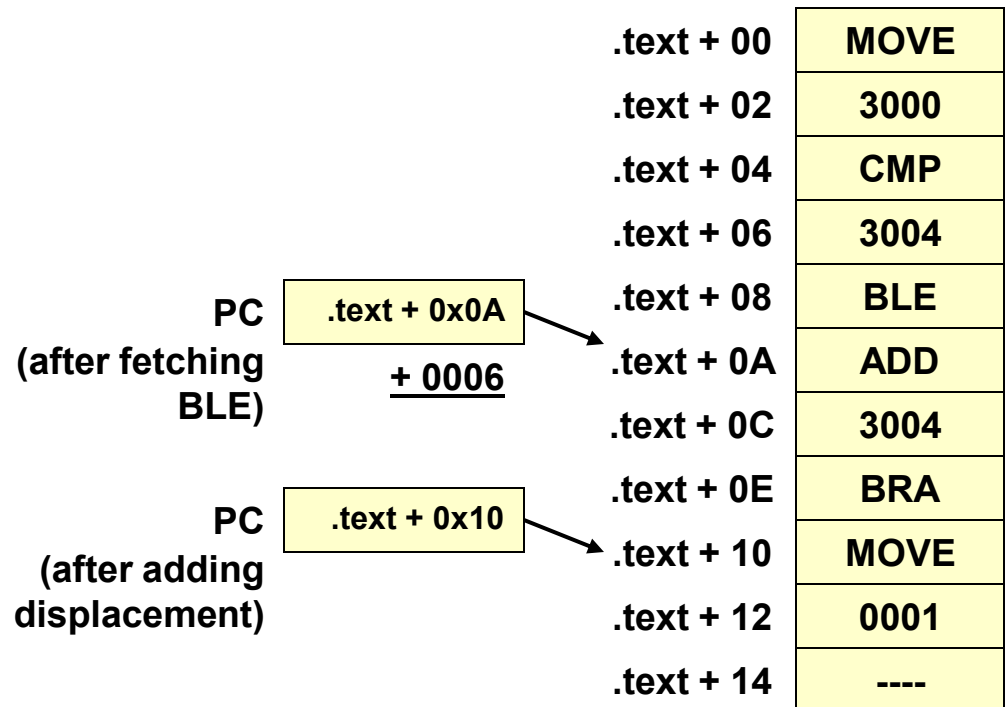 .text + 00 MOVE
.text + 02 3000
.text + 04 CMP
.text + 06 3004
.text + 08 BLE
PC
(after fetching
BLE)
.text + 0x0A
+ 0006
.text + 0A ADD
.text + 0C 3004
.text + 0E BRA
PC
(after adding
displacement)
.text + 0x10
.text + 10 MOVE
.text + 12 0001
.text + 14 ----